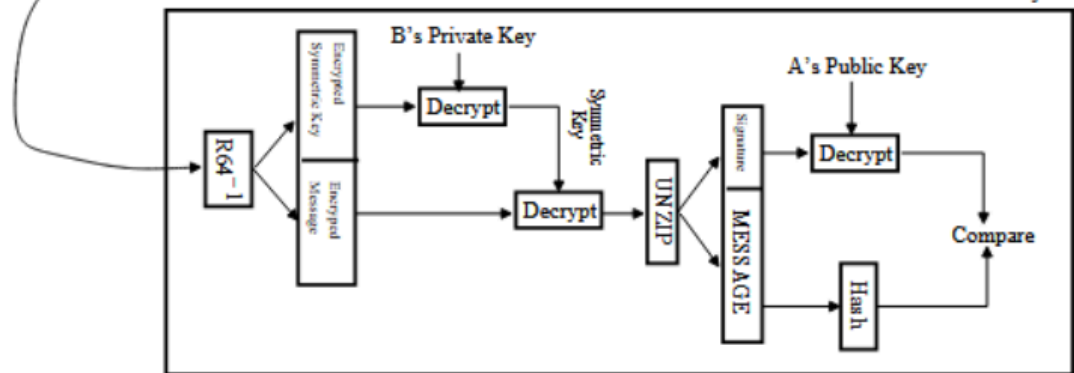 B's Private Key
A's Public Key
Encrypted
Symmetric Key
Decrypt
Symmetric
Key
Signature
Decrypt
R64⁻¹
Encryped
Message
Decrypt
UNZIP
MESSAGE
Compare
Hash